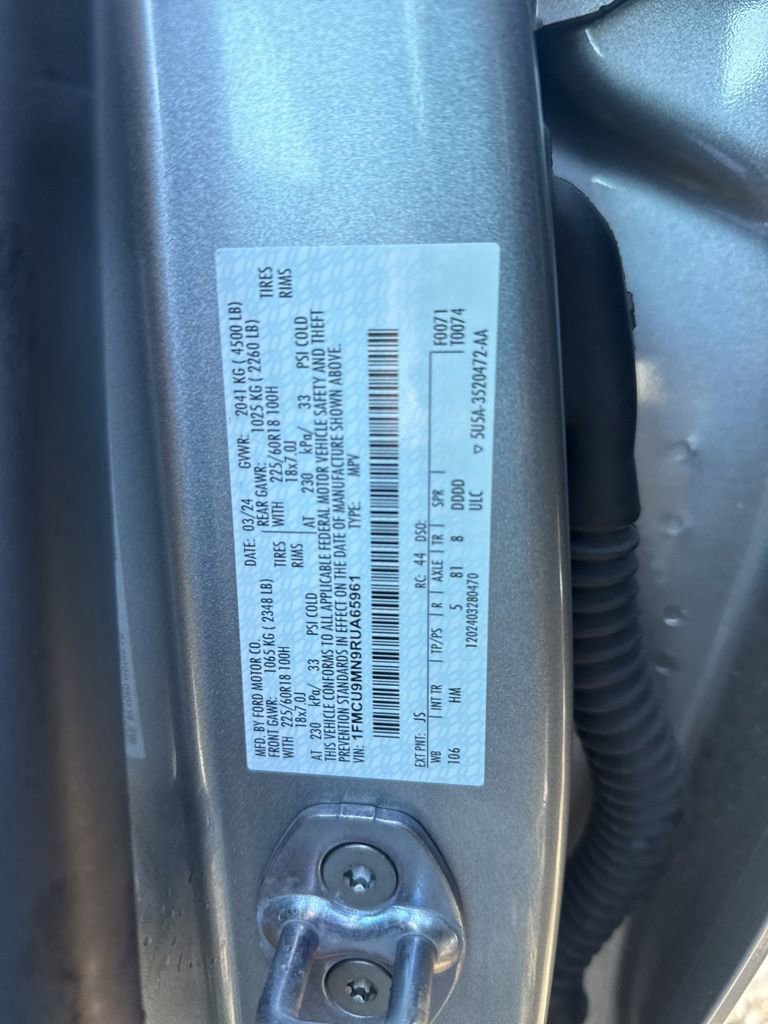 MFD. BY FORD MOTOR CO.
DATE: 03/24 GVWR: 2041 KG ( 4500 LB)
FRONT GAWR: 1065 KG ( 2348 LB) REAR GAWR: 1025 KG ( 2260 LB)
WITH 225/60R18 100H TIRES WITH 225/60R18 100H TIRES
18x7.0J RIMS 18x7.0J RIMS
AT 230 kPa/ 33 PSI COLD AT 230 kPa/ 33 PSI COLD
THIS VEHICLE CONFORMS TO ALL APPLICABLE FEDERAL MOTOR VEHICLE SAFETY AND THEFT
PREVENTION STANDARDS IN EFFECT ON THE DATE OF MANUFACTURE SHOWN ABOVE.
VIN: 1FMCU9MN9RUA65961 TYPE: MPV
EXT PNT: JS RC: 44 DSO: F0071
WB INT TR TP/PS R AXLE TR SPR T0074
106 HM 5 81 8 DDDD
1202403280470 ULC ▽ 5U5A-3520472-AA